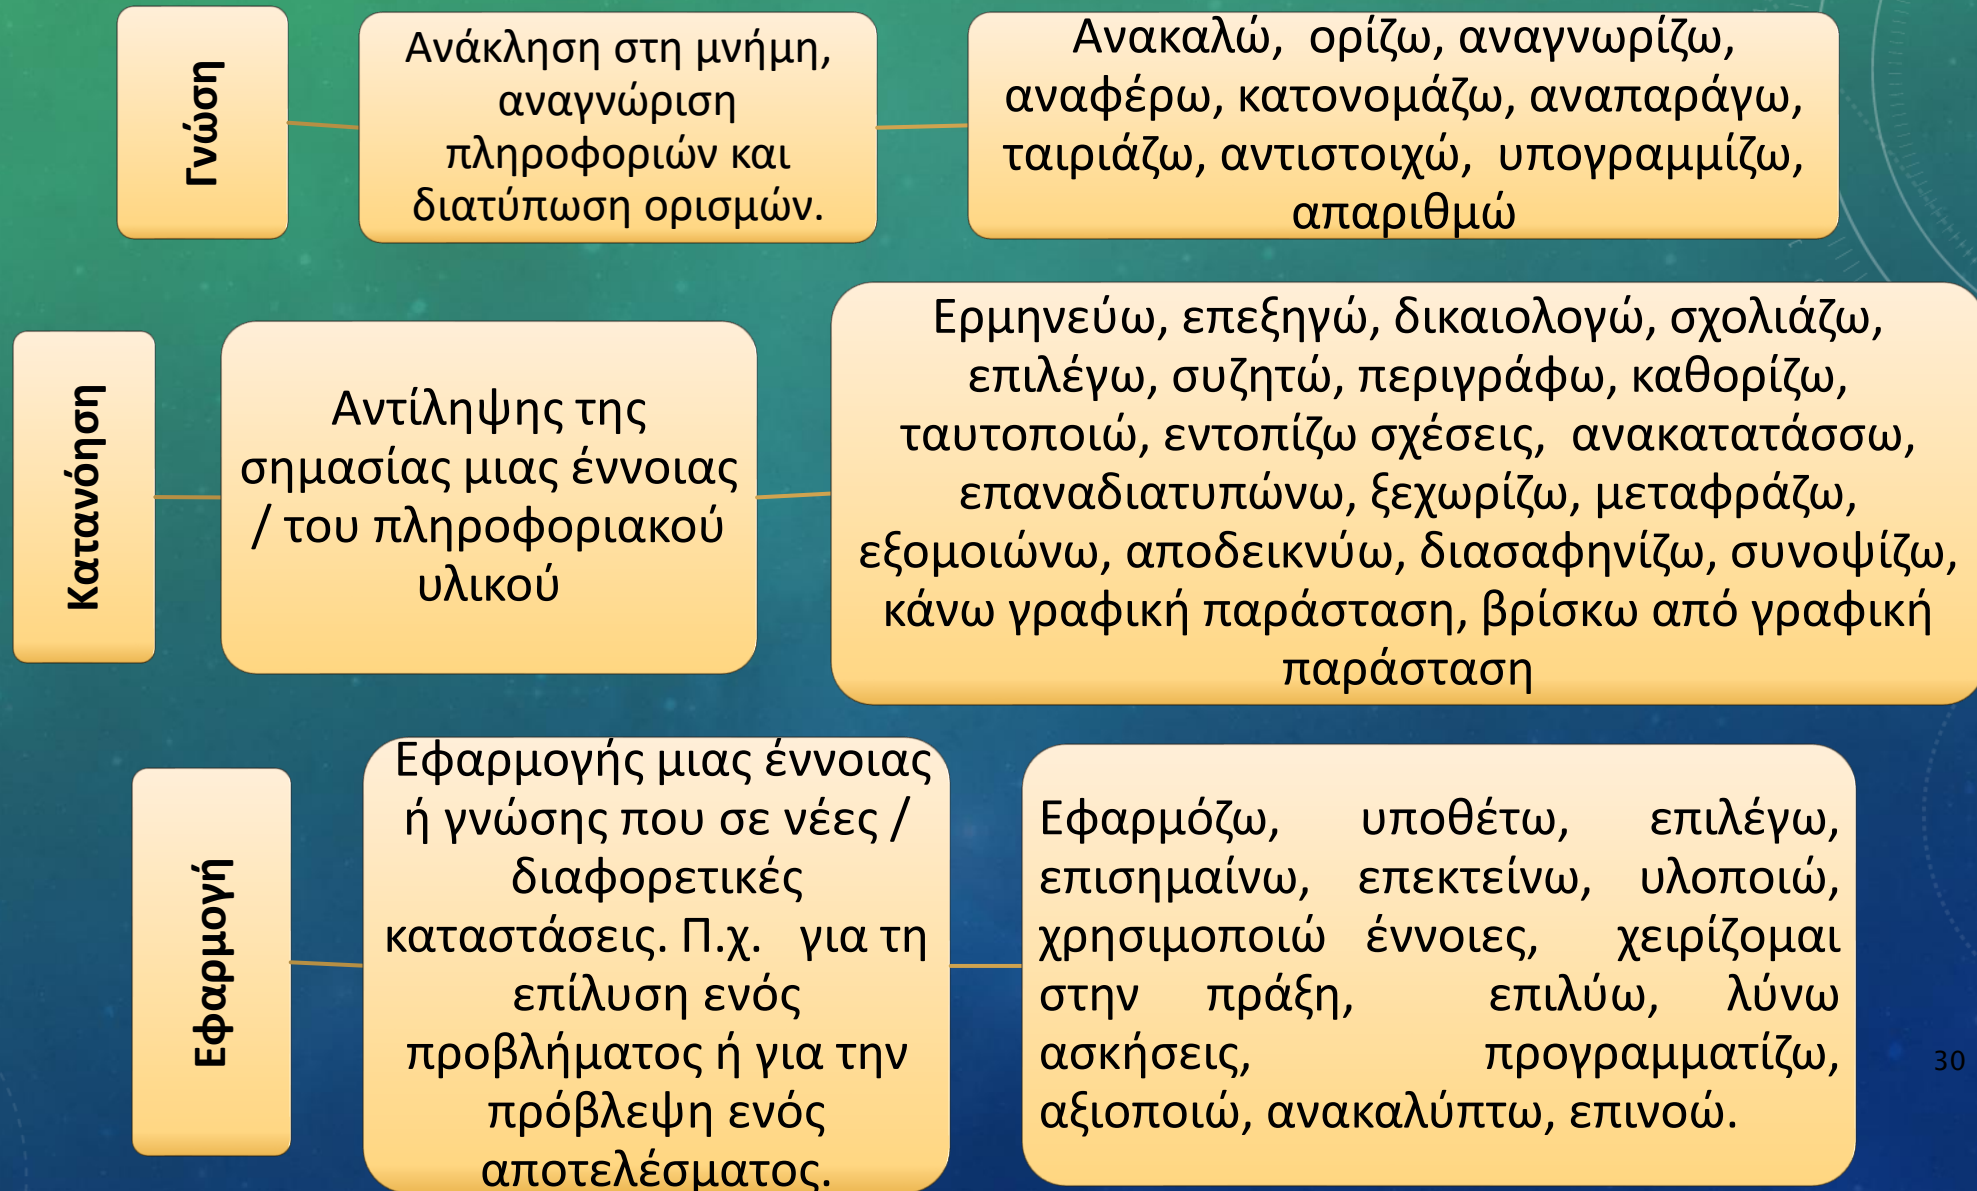 Γνώση
Ανάκληση στη μνήμη,
αναγνώριση
πληροφοριών και
διατύπωση ορισμών.
Ανακαλώ, ορίζω, αναγνωρίζω,
αναφέρω, κατονομάζω, αναπαράγω,
ταιριάζω, αντιστοιχώ, υπογραμμίζω,
απαριθμώ
Κατανόηση
Αντίληψης της
σημασίας μιας έννοιας
/ του πληροφοριακού
υλικού
Ερμηνεύω, επεξηγώ, δικαιολογώ, σχολιάζω,
επιλέγω, συζητώ, περιγράφω, καθορίζω,
ταυτοποιώ, εντοπίζω σχέσεις, ανακατατάσσω,
επαναδιατυπώνω, ξεχωρίζω, μεταφράζω,
εξομοιώνω, αποδεικνύω, διασαφηνίζω, συνοψίζω,
κάνω γραφική παράσταση, βρίσκω από γραφική
παράσταση
Εφαρμογή
Εφαρμογής μιας έννοιας
ή γνώσης που σε νέες /
διαφορετικές
καταστάσεις. Π.χ. για τη
επίλυση ενός
προβλήματος ή για την
πρόβλεψη ενός
αποτελέσματος.
Εφαρμόζω, υποθέτω, επιλέγω,
επισημαίνω, επεκτείνω, υλοποιώ,
χρησιμοποιώ έννοιες, χειρίζομαι
στην πράξη, επιλύω, λύνω
ασκήσεις, προγραμματίζω,
αξιοποιώ, ανακαλύπτω, επινοώ.
30